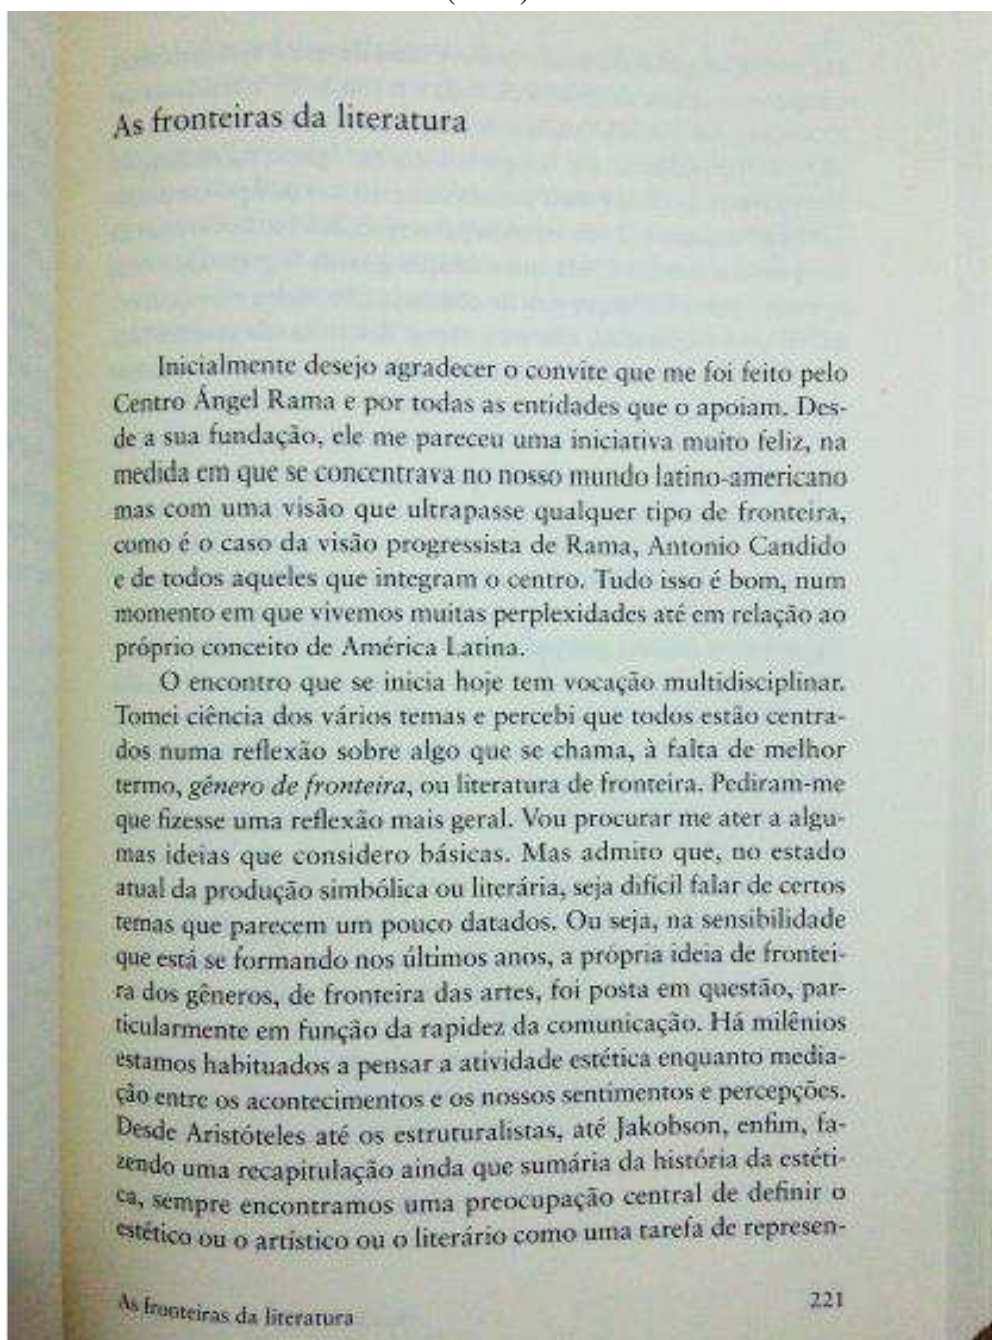 As fronteiras da literatura
Inicialmente desejo agradecer o convite que me foi feito pelo
Centro Ángel Rama e por todas as entidades que o apoiam. Des-
de a sua fundação, ele me pareceu uma iniciativa muito feliz, na
medida em que se concentrava no nosso mundo latino-americano
mas com uma visão que ultrapasse qualquer tipo de fronteira,
como é o caso da visão progressista de Rama, Antonio Candido
e de todos aqueles que integram o centro. Tudo isso é bom, num
momento em que vivemos muitas perplexidades até em relação ao
próprio conceito de América Latina.
O encontro que se inicia hoje tem vocação multidisciplinar.
Tomei ciência dos vários temas e percebi que todos estão centra-
dos numa reflexão sobre algo que se chama, à falta de melhor
termo, gênero de fronteira, ou literatura de fronteira. Pediram-me
que fizesse uma reflexão mais geral. Vou procurar me ater a algu-
mas ideias que considero básicas. Mas admito que, no estado
atual da produção simbólica ou literária, seja difícil falar de certos
temas que parecem um pouco datados. Ou seja, na sensibilidade
que está se formando nos últimos anos, a própria ideia de frontei-
ra dos gêneros, de fronteira das artes, foi posta em questão, par-
ticularmente em função da rapidez da comunicação. Há milênios
estamos habituados a pensar a atividade estética enquanto media-
ção entre os acontecimentos e os nossos sentimentos e percepções.
Desde Aristóteles até os estruturalistas, até Jakobson, enfim, fa-
zendo uma recapitulação ainda que sumária da história da estéti-
ca, sempre encontramos uma preocupação central de definir o
estético ou o artístico ou o literário como uma tarefa de represen-
As fronteiras da literatura
221